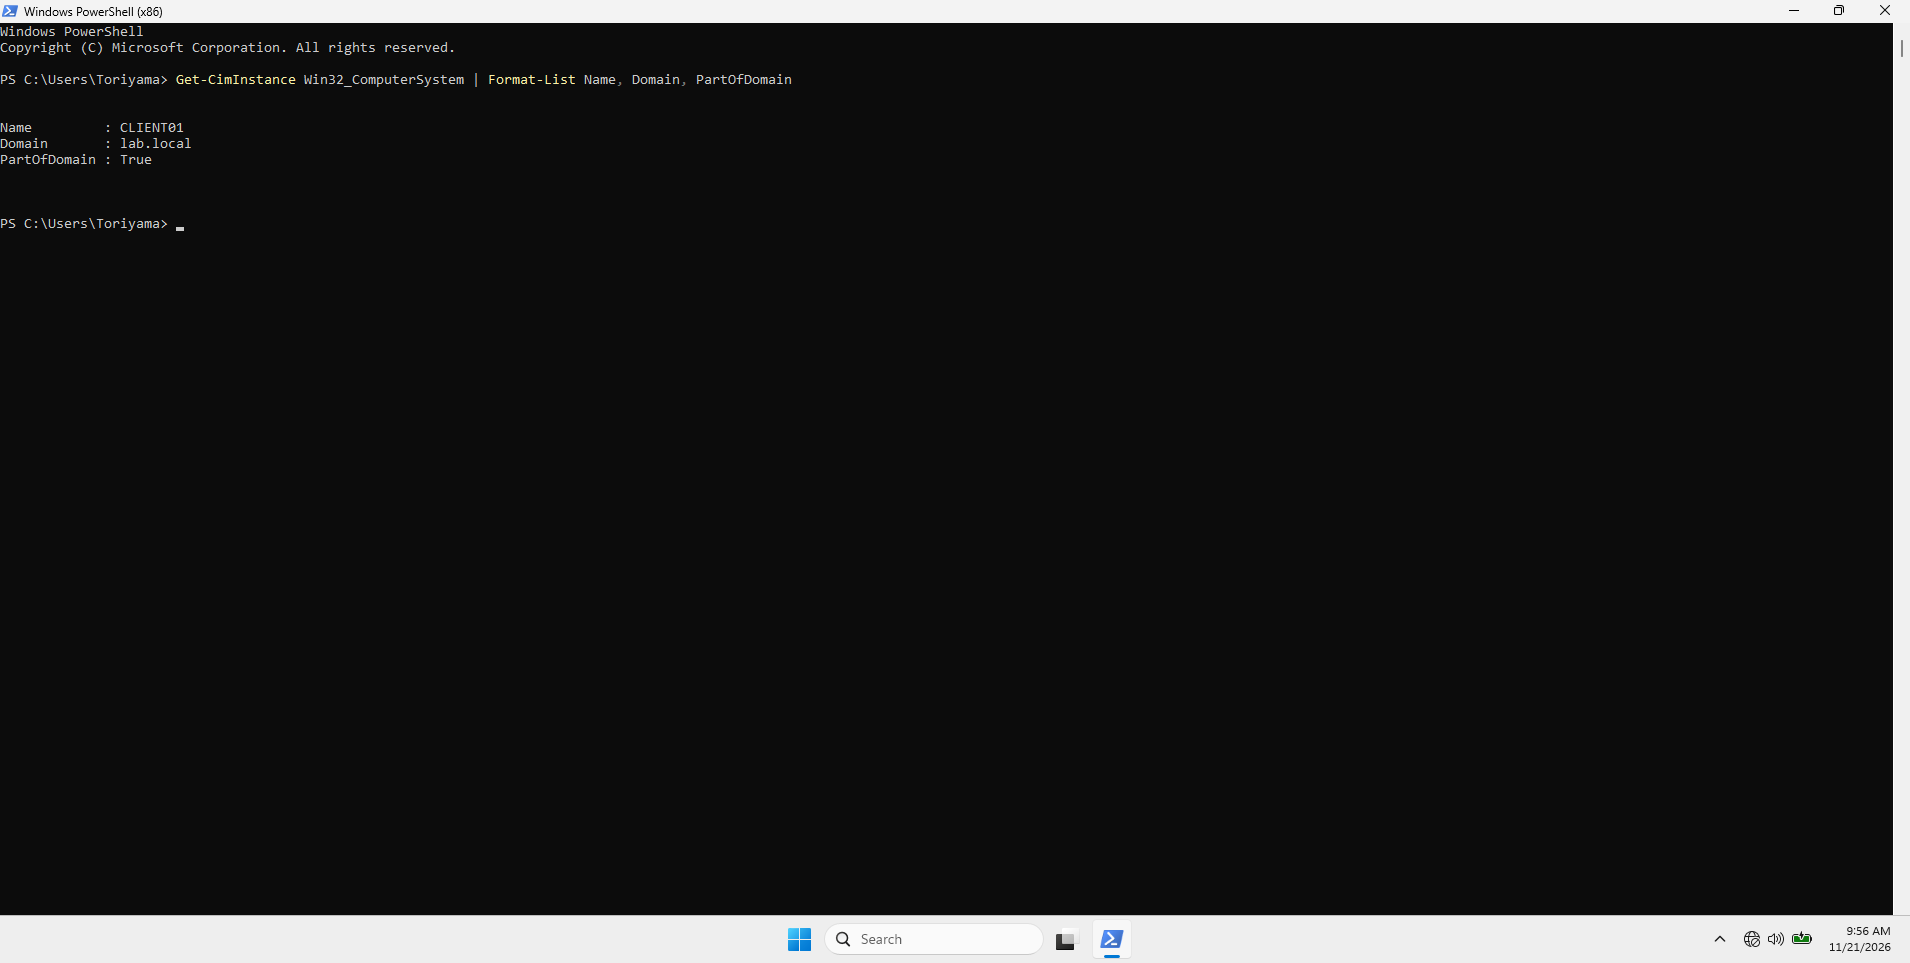 Windows PowerShell (x86)
Windows PowerShell
Copyright (C) Microsoft Corporation. All rights reserved.
PS C:\Users\Toriyama> Get-CimInstance Win32_ComputerSystem | Format-List Name, Domain, PartOfDomain
Name         : CLIENT01
Domain       : lab.local
PartOfDomain : True
PS C:\Users\Toriyama>
Search
9:56 AM
11/21/2026